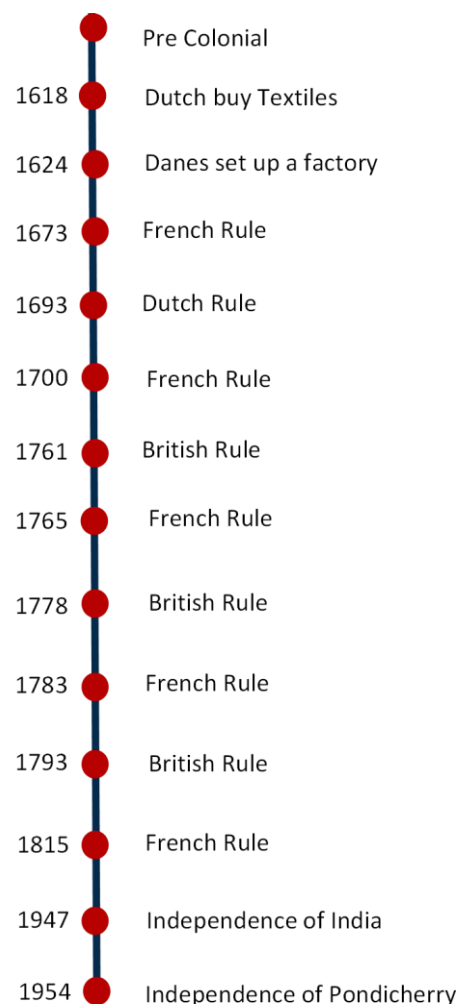 Pre Colonial
1618 Dutch buy Textiles
1624 Danes set up a factory
1673 French Rule
1693 Dutch Rule
1700 French Rule
1761 British Rule
1765 French Rule
1778 British Rule
1783 French Rule
1793 British Rule
1815 French Rule
1947 Independence of India
1954 Independence of Pondicherry